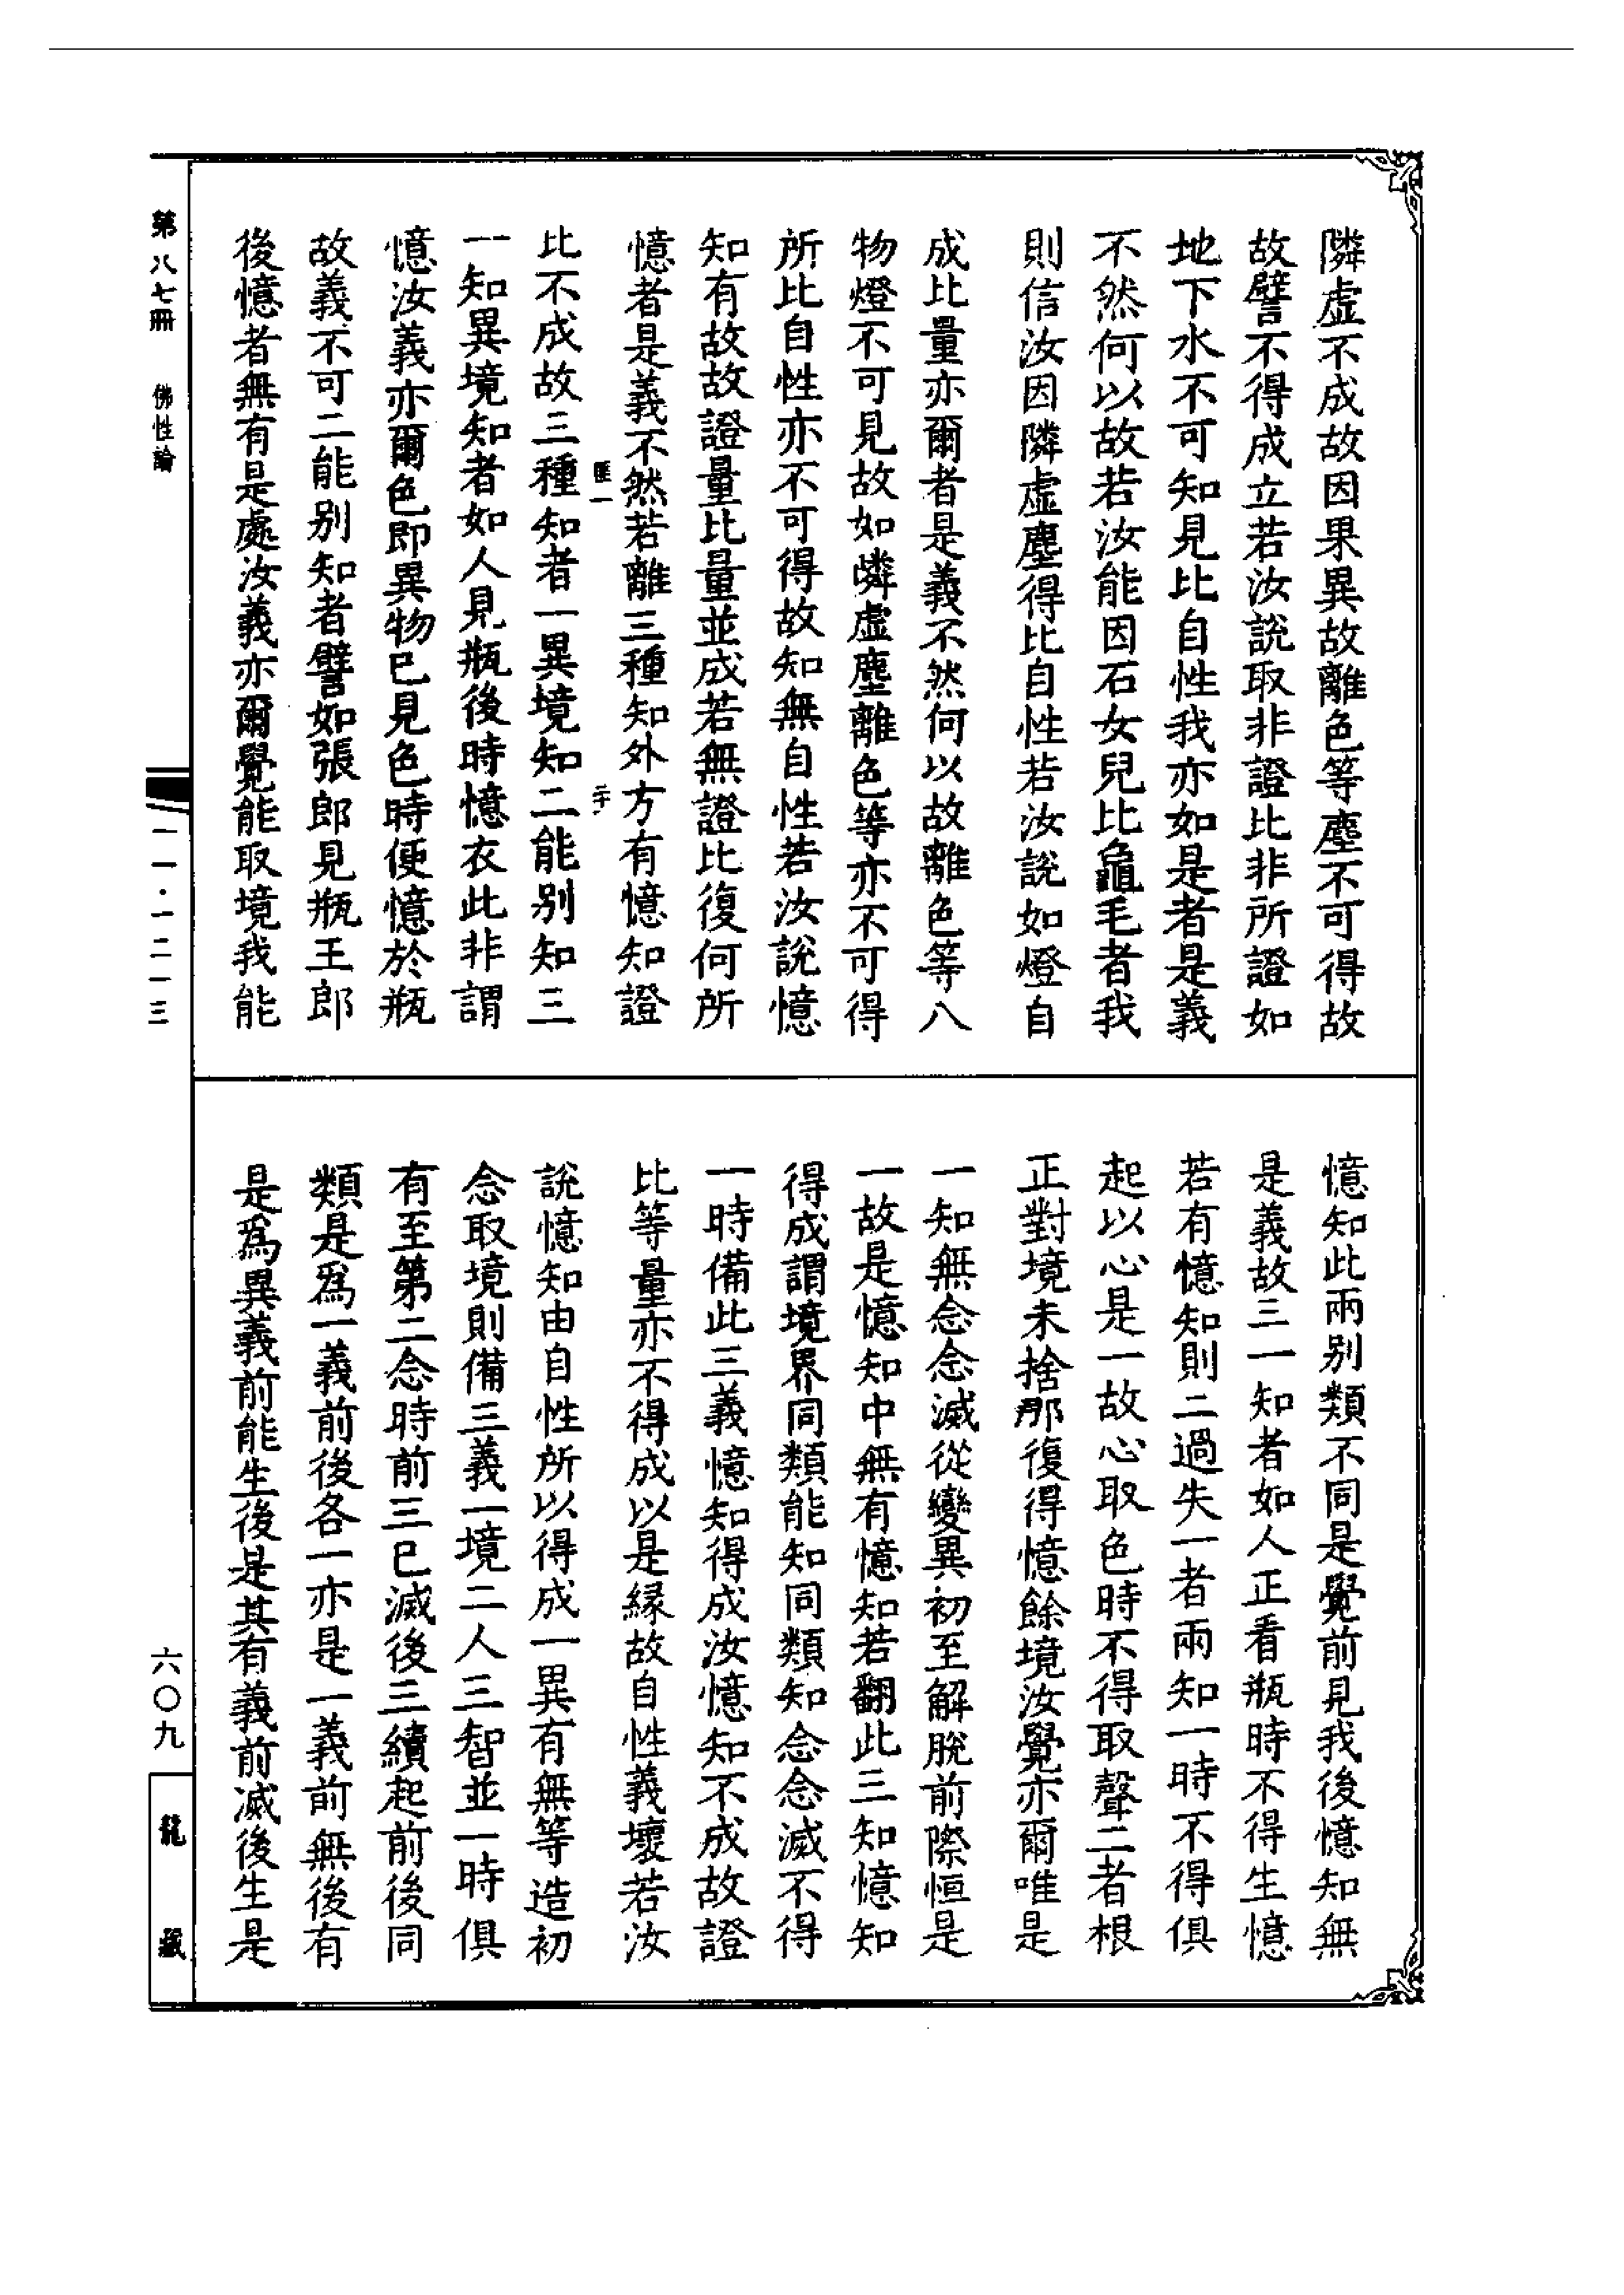 隣虛不成故因果異故離色等塵不可得故
故譬不得成立若汝說取非證比非所證如
地下水不可知見比自性我亦如是者是義
不然何以故若汝能因石女兒比龜毛者我
則信汝因隣虛塵得比自性若汝說如燈自
成比量亦爾者是義不然何以故離色等八
物燈不可見故如鄰虛塵離色等亦不可得
所比自性亦不可得故知無自性若汝說憶
知有故故證量比量並成若無證比復何所
憶者是義不然若離三種知外方有憶知證
比不成故三種知者一異境知二能別知三
一知異境知者如人見瓶後時憶衣此非謂
憶汝義亦爾色即異物巳見色時便憶於瓶
故義不可二能別知者譬如張郎見瓶王郎
後憶者無有是處汝義亦爾覺能取境我能
憶知此兩別類不同是覺前見我後憶知無
是義故三一知者如人正看瓶時不得生憶
若有憶知則二過失一者兩知一時不得俱
起以心是一故心取色時不得取聲二者根
正對境未捨那復得憶餘境汝覺亦爾唯是
一知無念念滅從變異初至解脫前際恒是
一故是憶知中無有憶知若翻此三知憶知
得成謂境界同類能知同類知念念滅不得
一時備此三義憶知得成汝憶知不成故證
比等量亦不得成以是緣故自性義壞若汝
說憶知由自性所以得成一異有無等造初
念取境則備三義一境二人三智並一時俱
有至第二念時前三巳滅後三續起前後同
類是為一義前後各一亦是一義前無後有
是為異義前能生後是其有義前滅後生是
第八七冊 佛性論
一一·一二一三
六〇九
龍藏
匪一